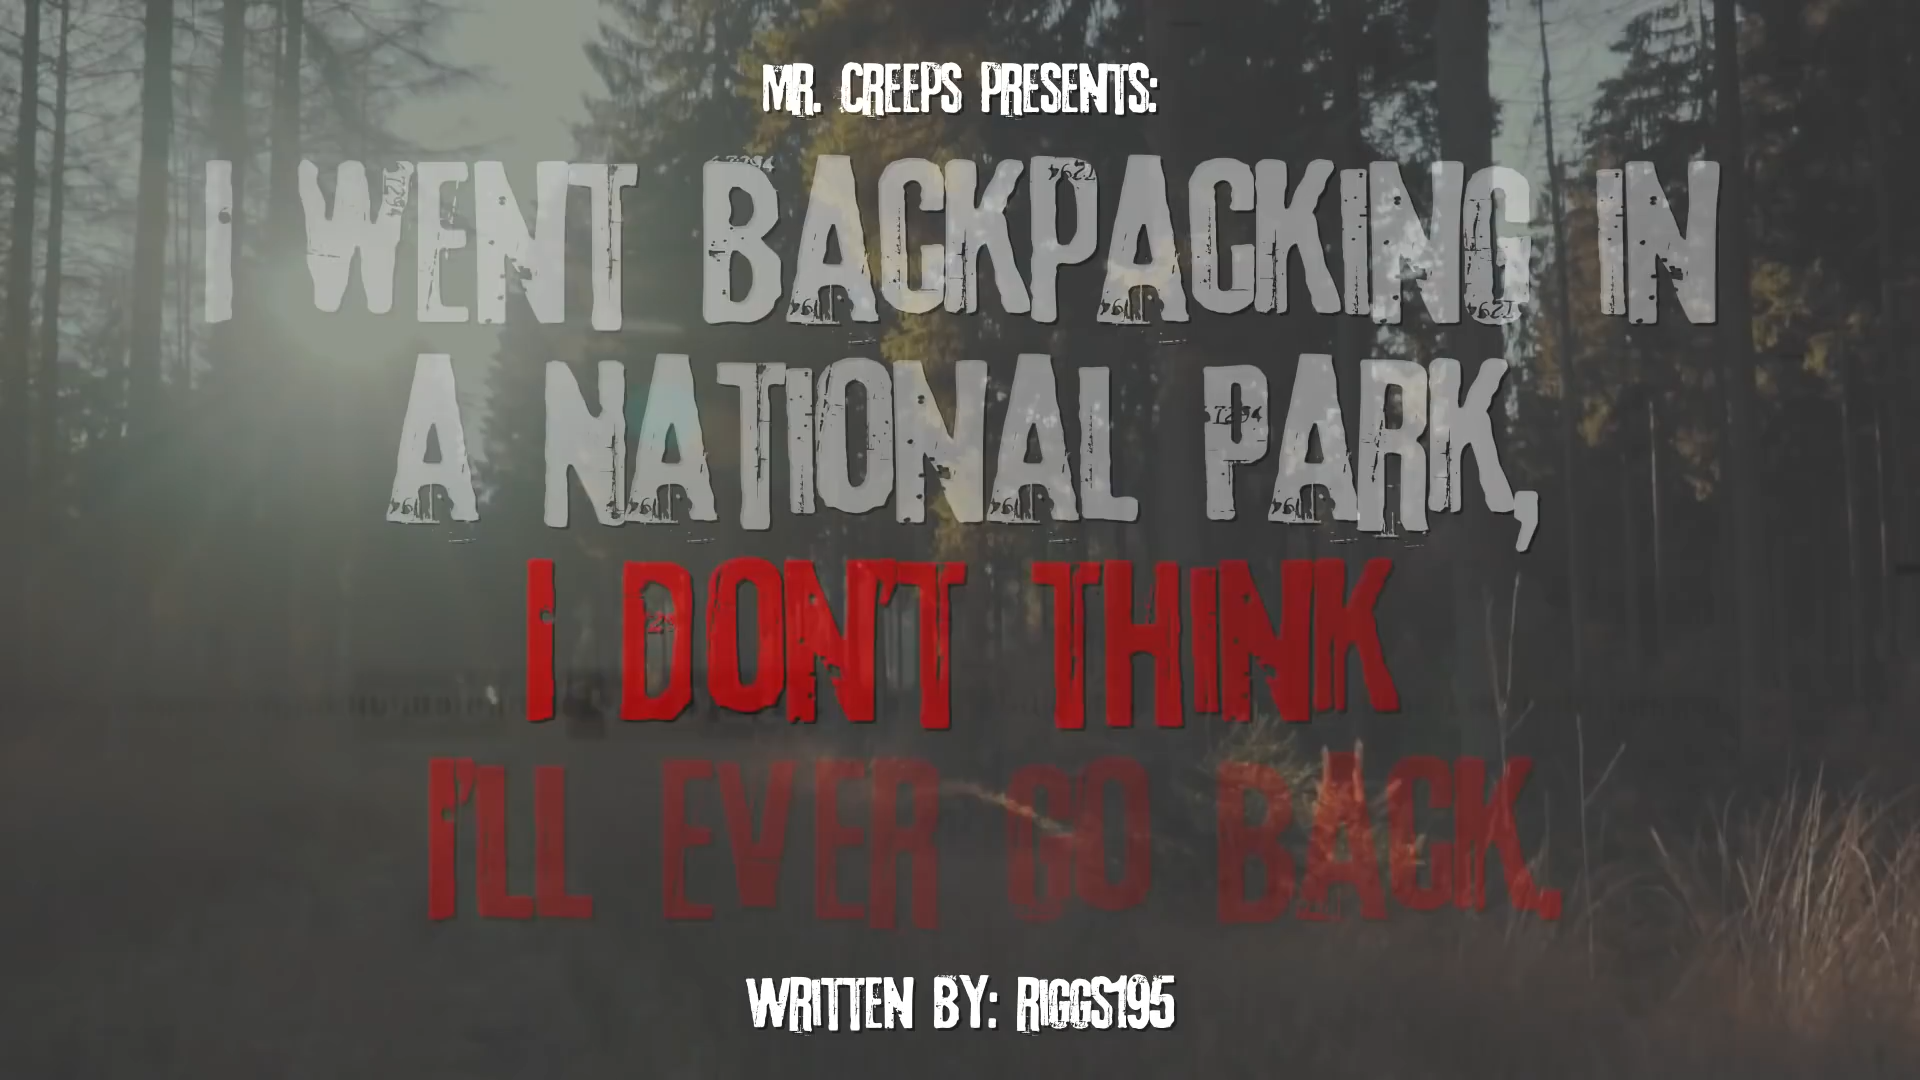 MR. CREEPS PRESENTS:
I WENT BACKPACKING IN
A NATIONAL PARK,
I DON'T THINK
I'LL EVER GO BACK.
WRITTEN BY: RIGGS195